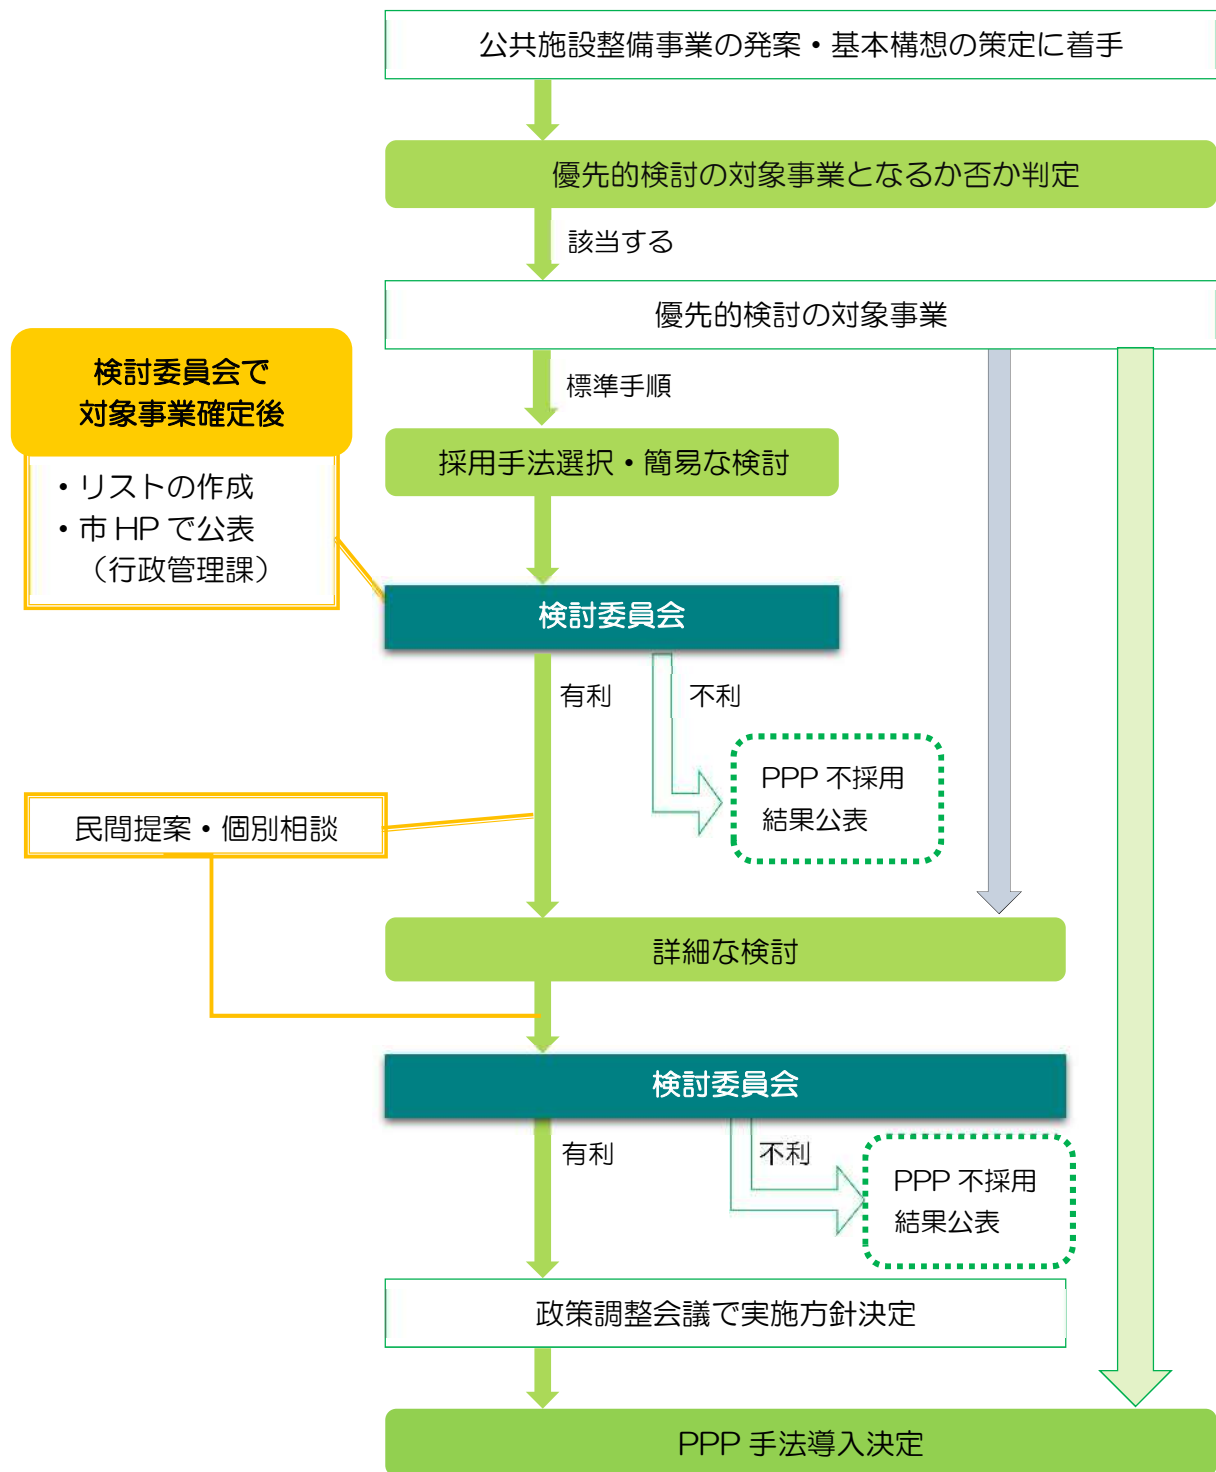 公共施設整備事業の発案・基本構想の策定に着手
優先的検討の対象事業となるか否か判定
該当する
優先的検討の対象事業
検討委員会で
対象事業確定後
・リストの作成
・市 HP で公表
（行政管理課）
標準手順
採用手法選択・簡易な検討
検討委員会
有利
不利
PPP 不採用
結果公表
民間提案・個別相談
詳細な検討
検討委員会
有利
不利
PPP 不採用
結果公表
政策調整会議で実施方針決定
PPP 手法導入決定